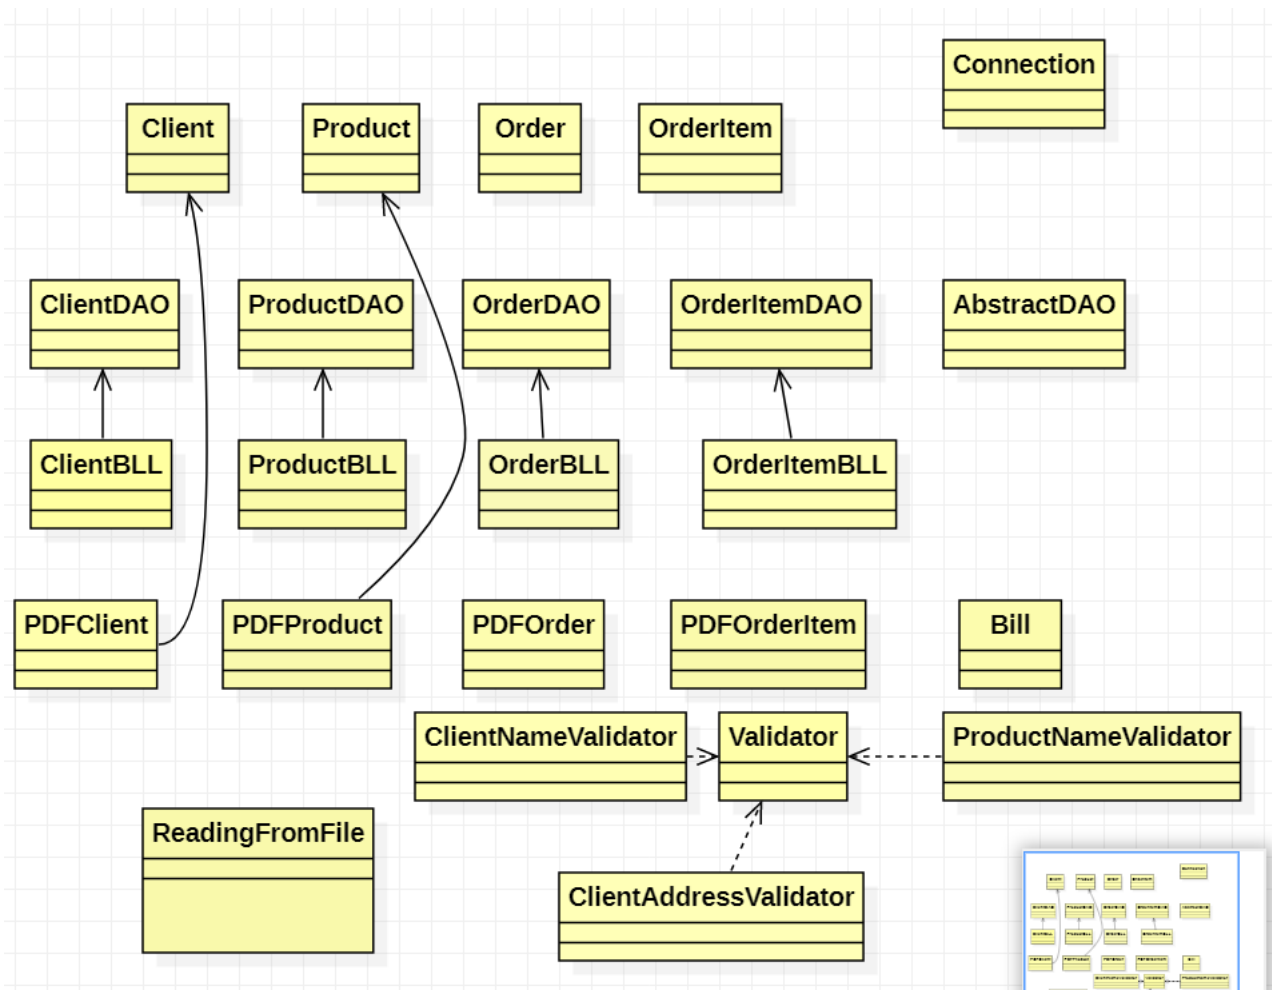 Connection
Client
Product
Order
OrderItem
ClientDAO
ProductDAO
OrderDAO
OrderItemDAO
AbstractDAO
ClientBLL
ProductBLL
OrderBLL
OrderItemBLL
PDFClient
PDFProduct
PDFOrder
PDFOrderItem
Bill
ClientNameValidator
Validator
ProductNameValidator
ReadingFromFile
ClientAddressValidator